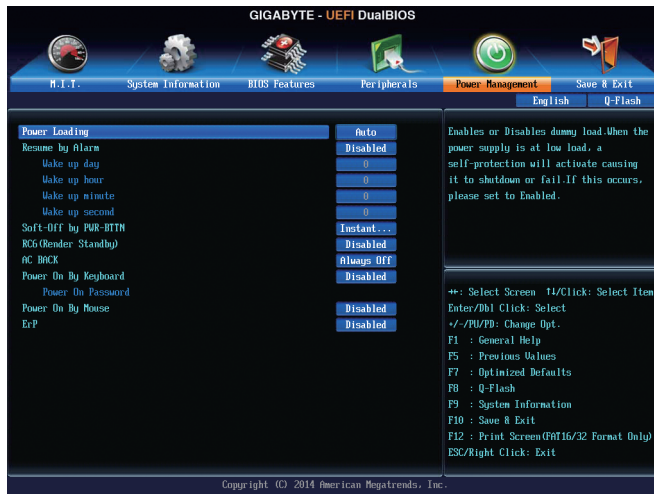 GIGABYTE - UEFI DualBIOS
M.I.T. System Information BIOS Features Peripherals Power Management Save & Exit
English Q-Flash
Power Loading Auto
Resume by Alarm Disabled
Wake up day 0
Wake up hour 0
Wake up minute 0
Wake up second 0
Soft-Off by PWR-BTTN Instant...
RC6(Render Standby) Disabled
AC BACK Always Off
Power On By Keyboard Disabled
Power On Password
Power On By Mouse Disabled
ErP Disabled
Enables or Disables dummy load.When the
power supply is at low load, a
self-protection will activate causing
it to shutdown or fail.If this occurs,
please set to Enabled.
↔: Select Screen ↑↓/Click: Select Item
Enter/Dbl Click: Select
+/-/PU/PD: Change Opt.
F1 : General Help
F5 : Previous Values
F7 : Optimized Defaults
F8 : Q-Flash
F9 : System Information
F10 : Save & Exit
F12 : Print Screen(FAT16/32 Format Only)
ESC/Right Click: Exit
Copyright (C) 2014 American Megatrends, Inc.